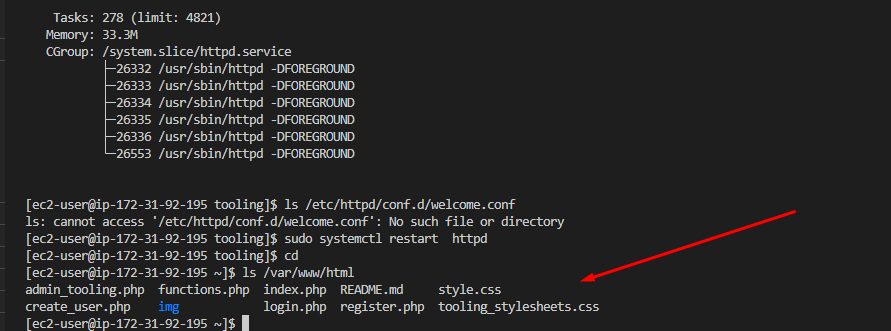 Tasks: 278 (limit: 4821)
Memory: 33.3M
CGroup: /system.slice/httpd.service
├─26332 /usr/sbin/httpd -DFOREGROUND
├─26333 /usr/sbin/httpd -DFOREGROUND
├─26334 /usr/sbin/httpd -DFOREGROUND
├─26335 /usr/sbin/httpd -DFOREGROUND
├─26336 /usr/sbin/httpd -DFOREGROUND
└─26553 /usr/sbin/httpd -DFOREGROUND
[ec2-user@ip-172-31-92-195 tooling]$ ls /etc/httpd/conf.d/welcome.conf
ls: cannot access '/etc/httpd/conf.d/welcome.conf': No such file or directory
[ec2-user@ip-172-31-92-195 tooling]$ sudo systemctl restart  httpd
[ec2-user@ip-172-31-92-195 tooling]$ cd
[ec2-user@ip-172-31-92-195 ~]$ ls /var/www/html
admin_tooling.php  functions.php  index.php  README.md     style.css
create_user.php    img            login.php  register.php  tooling_stylesheets.css
[ec2-user@ip-172-31-92-195 ~]$